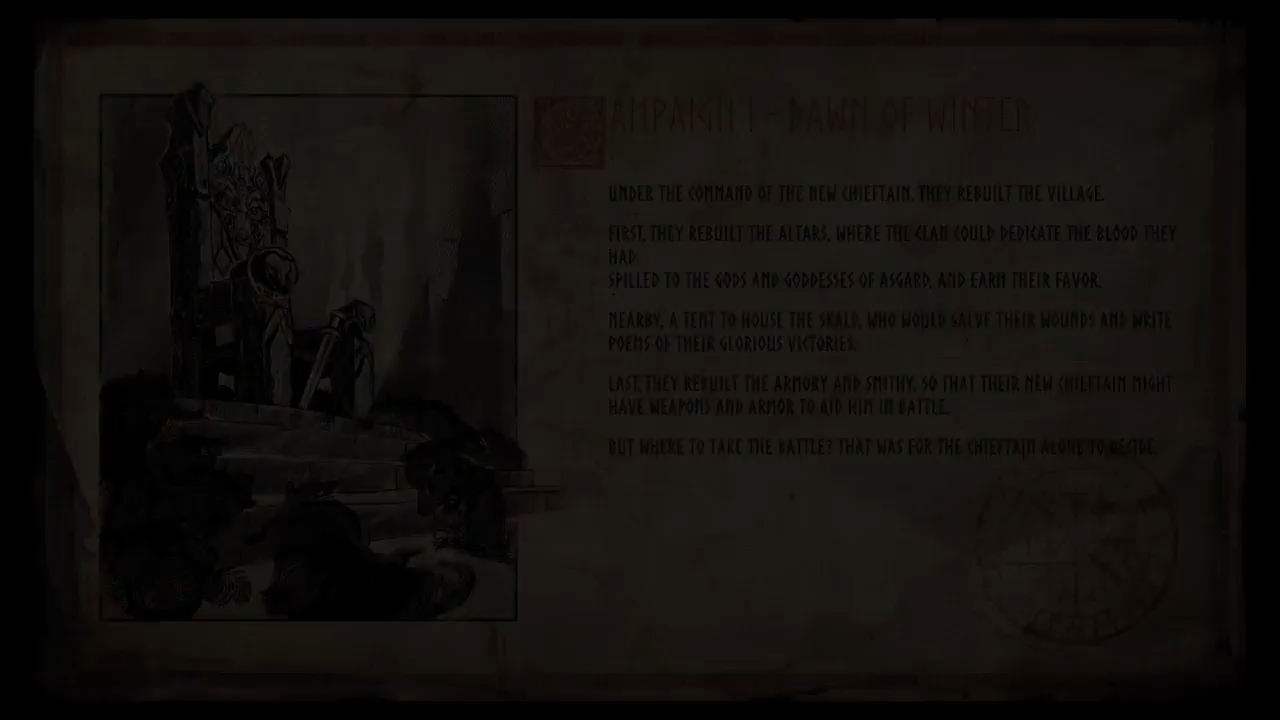 CAMPAIGN I - DAWN OF WINTER
UNDER THE COMMAND OF THE NEW CHIEFTAIN, THEY REBUILT THE VILLAGE.
FIRST, THEY REBUILT THE ALTARS, WHERE THE CLAN COULD DEDICATE THE BLOOD THEY
HAD
SPILLED TO THE GODS AND GODDESSES OF ASGARD, AND EARN THEIR FAVOR.
NEARBY, A TENT TO HOUSE THE SKALD, WHO WOULD SALVE THEIR WOUNDS AND WRITE
POEMS OF THEIR GLORIOUS VICTORIES.
LAST, THEY REBUILT THE ARMORY AND SMITHY, SO THAT THEIR NEW CHIEFTAIN MIGHT
HAVE WEAPONS AND ARMOR TO AID HIM IN BATTLE.
BUT WHERE TO TAKE THE BATTLE? THAT WAS FOR THE CHIEFTAIN ALONE TO DECIDE.